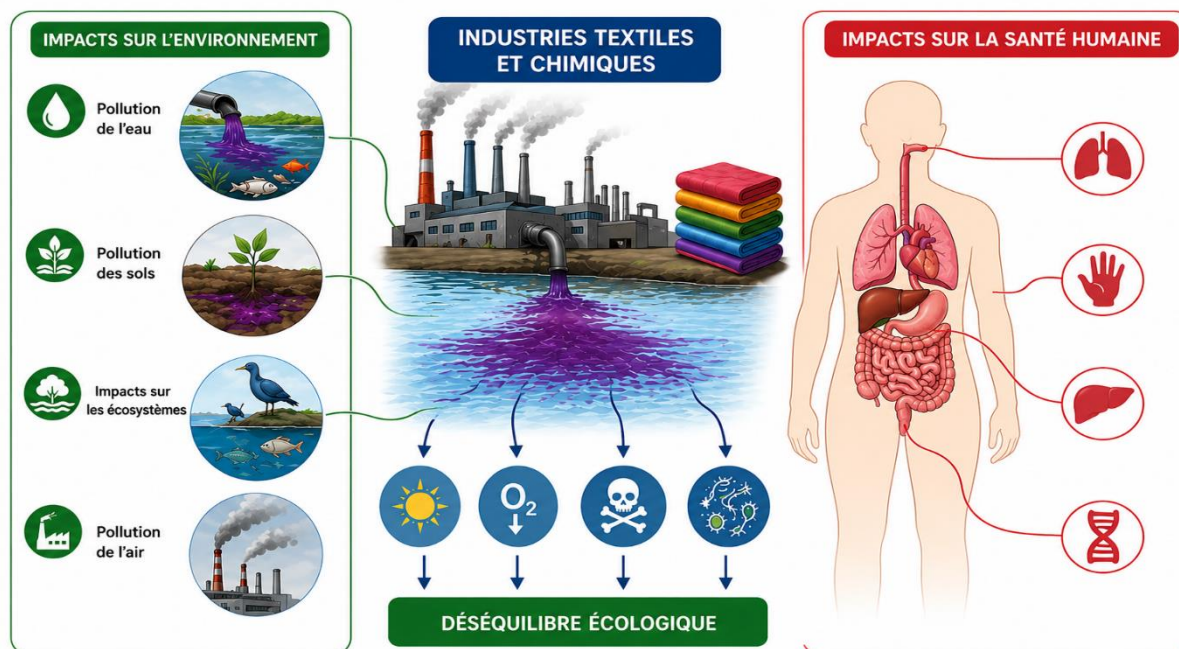 IMPACTS SUR L'ENVIRONNEMENT
Pollution
de l'eau
Pollution
des sols
Impacts sur
les écosystèmes
Pollution
de l'air
INDUSTRIES TEXTILES
ET CHIMIQUES
O₂
DÉSÉQUILIBRE ÉCOLOGIQUE
IMPACTS SUR LA SANTÉ HUMAINE